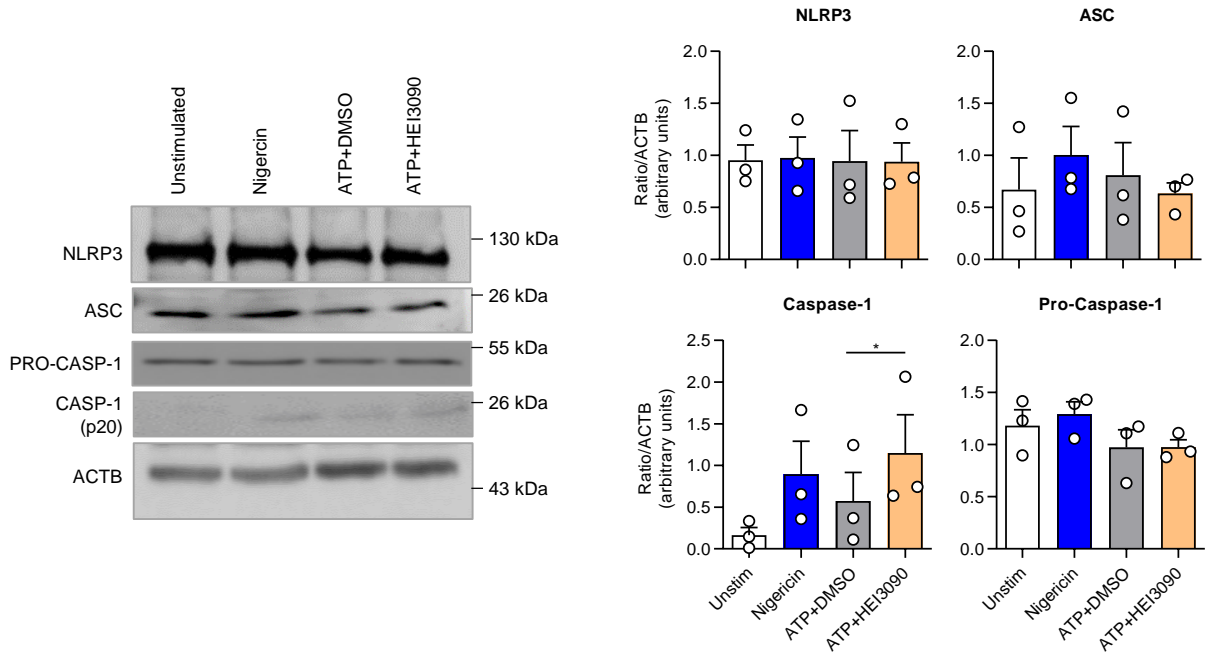 Unstimulated
Nigercin
ATP+DMSO
ATP+HEI3090
NLRP3
130 kDa
ASC
26 kDa
PRO-CASP-1
55 kDa
CASP-1
(p20)
26 kDa
ACTB
43 kDa
NLRP3
Ratio/ACTB
(arbitrary units)
2.0
1.5
1.0
0.5
0.0
ASC
2.0
1.5
1.0
0.5
0.0
Caspase-1
Ratio/ACTB
(arbitrary units)
2.5
2.0
1.5
1.0
0.5
0.0
*
Unstim
Nigericin
ATP+DMSO
ATP+HEI3090
Pro-Caspase-1
2.0
1.5
1.0
0.5
0.0
Unstim
Nigericin
ATP+DMSO
ATP+HEI3090